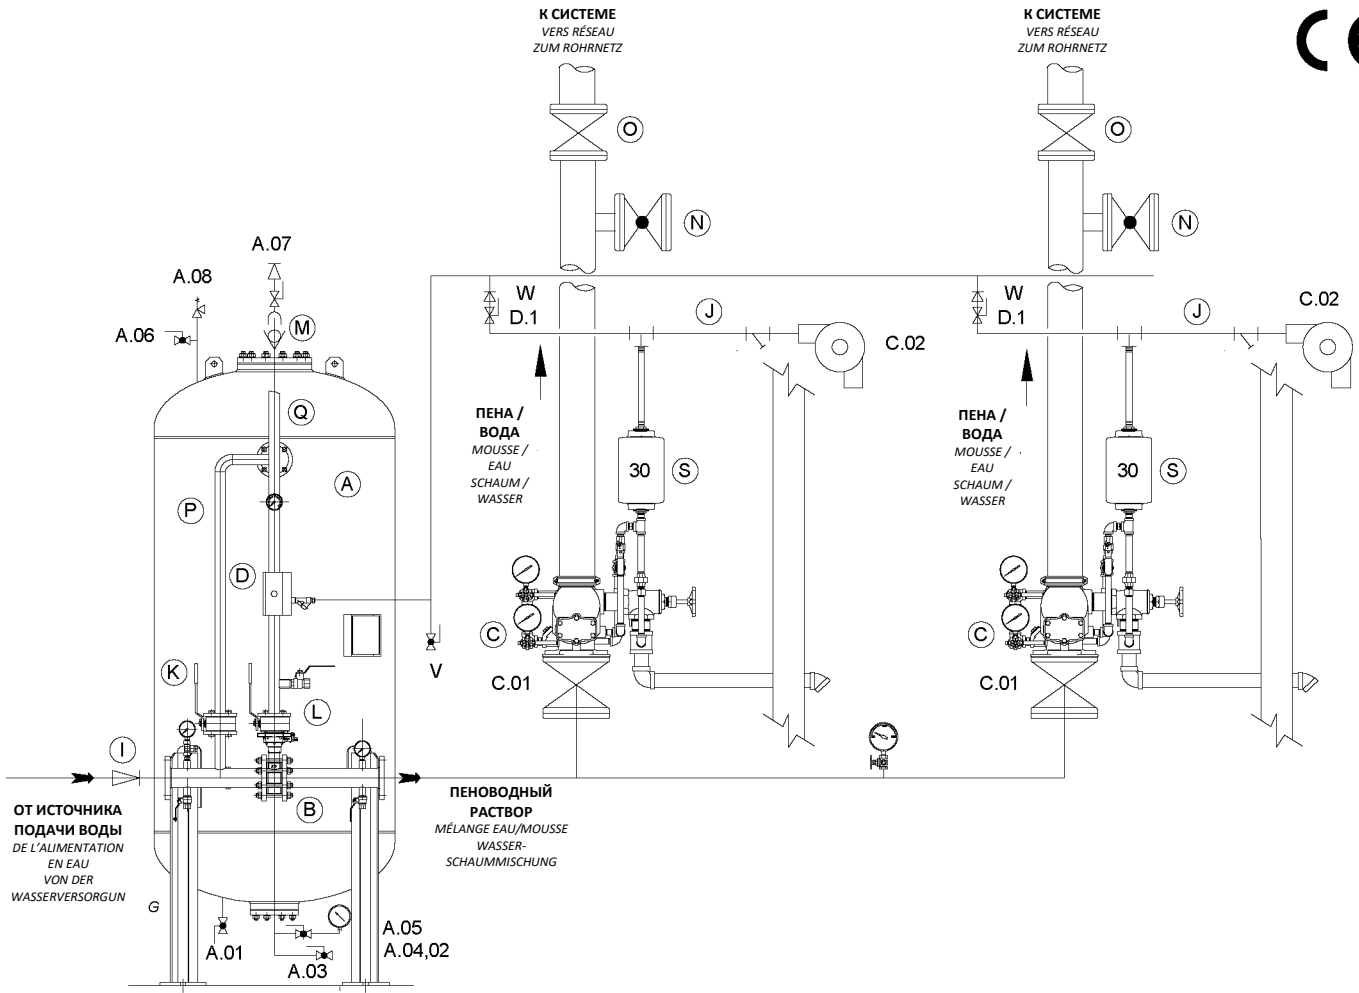 К СИСТЕМЕ
VERS RÉSEAU
ZUM ROHRNETZ
К СИСТЕМЕ
VERS RÉSEAU
ZUM ROHRNETZ
CE
O
O
N
N
A.07
A.08
A.06
M
W
D.1
J
C.02
W
D.1
J
C.02
Q
A
P
D
K
L
I
B
ПЕНА /
ВОДА
MOUSSE /
EAU
SCHAUM /
WASSER
30
S
ПЕНА /
ВОДА
MOUSSE /
EAU
SCHAUM /
WASSER
30
S
C
C.01
V
C
C.01
ОТ ИСТОЧНИКА
ПОДАЧИ ВОДЫ
DE L'ALIMENTATION
EN EAU
VON DER
WASSERVERSORGUN
G
ПЕНОВОДНЫЙ
РАСТВОР
MÉLANGE EAU/MOUSSE
WASSER-
SCHAUMMISCHUNG
A.01
A.03
A.05
A.04,02